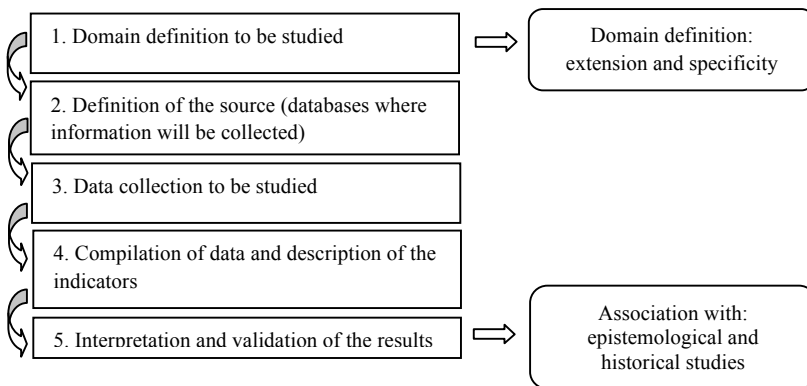 1. Domain definition to be studied
Domain definition:
extension and specificity
2. Definition of the source (databases where
information will be collected)
3. Data collection to be studied
4. Compilation of data and description of the
indicators
5. Interpretation and validation of the results
Association with:
epistemological and
historical studies